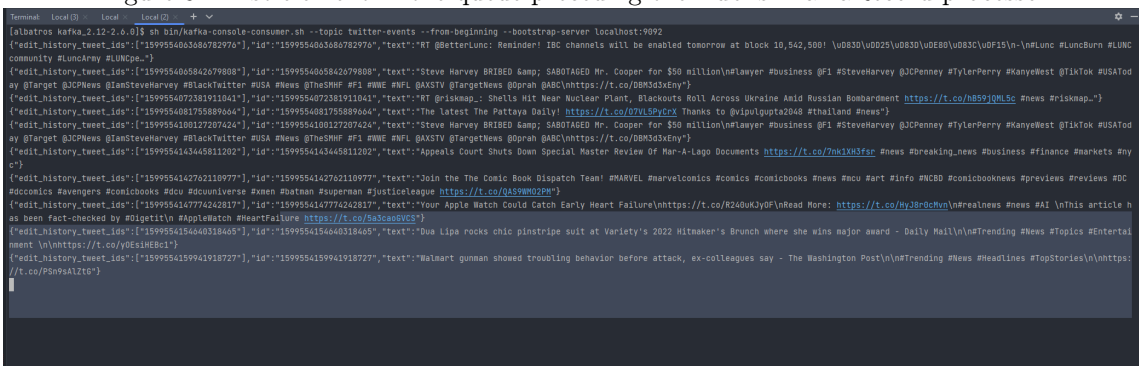 Terminal: Local (3) × Local × Local (2) × + ∨
[albatros kafka_2.12-2.6.0]$ sh bin/kafka-console-consumer.sh --topic twitter-events --from-beginning --bootstrap-server localhost:9092
{"edit_history_tweet_ids":["1599554063686782976"],"id":"1599554063686782976","text":"RT @BetterLunc: Reminder! IBC channels will be enabled tomorrow at block 10,542,500! \uD83D\uDD25\uD83D\uDE80\uD83C\uDF15\n-\n#Lunc #LuncBurn #LUNC
community #LuncArmy #LUNCpe…"}
{"edit_history_tweet_ids":["1599554065842679808"],"id":"1599554065842679808","text":"Steve Harvey BRIBED &amp; SABOTAGED Mr. Cooper for $50 million\n#lawyer #business @F1 #SteveHarvey @JCPenney #TylerPerry #KanyeWest @TikTok #USATod
ay @Target @JCPNews @IamSteveHarvey #BlackTwitter #USA #News @TheSMHF #F1 #WWE #NFL @AXSTV @TargetNews @Oprah @ABC\nhttps://t.co/DBM3d3xEny"}
{"edit_history_tweet_ids":["1599554072381911041"],"id":"1599554072381911041","text":"RT @riskmap_: Shells Hit Near Nuclear Plant, Blackouts Roll Across Ukraine Amid Russian Bombardment https://t.co/hB59jQML5c #news #riskmap…"}
{"edit_history_tweet_ids":["1599554081755889664"],"id":"1599554081755889664","text":"The latest The Pattaya Daily! https://t.co/07VL5PyCrX Thanks to @vipulgupta2048 #thailand #news"}
{"edit_history_tweet_ids":["1599554100127207424"],"id":"1599554100127207424","text":"Steve Harvey BRIBED &amp; SABOTAGED Mr. Cooper for $50 million\n#lawyer #business @F1 #SteveHarvey @JCPenney #TylerPerry #KanyeWest @TikTok #USATod
ay @Target @JCPNews @IamSteveHarvey #BlackTwitter #USA #News @TheSMHF #F1 #WWE #NFL @AXSTV @TargetNews @Oprah @ABC\nhttps://t.co/DBM3d3xEny"}
{"edit_history_tweet_ids":["1599554143445811202"],"id":"1599554143445811202","text":"Appeals Court Shuts Down Special Master Review Of Mar-A-Lago Documents https://t.co/7nk1XH3fsr #news #breaking_news #business #finance #markets #ny
c"}
{"edit_history_tweet_ids":["1599554142762110977"],"id":"1599554142762110977","text":"Join the The Comic Book Dispatch Team! #MARVEL #marvelcomics #comics #comicbooks #news #mcu #art #info #NCBD #comicbooknews #previews #reviews #DC
#dccomics #avengers #comicbooks #dcu #dcuuniverse #xmen #batman #superman #justiceleague https://t.co/QAS9WMO2PM"}
{"edit_history_tweet_ids":["1599554147774242817"],"id":"1599554147774242817","text":"Your Apple Watch Could Catch Early Heart Failure\nhttps://t.co/R240uKJyOF\nRead More: https://t.co/HyJ8r0cMvn\n#realnews #news #AI \nThis article h
as been fact-checked by #Oigetit\n #AppleWatch #HeartFailure https://t.co/5a3caoGVCS"}
{"edit_history_tweet_ids":["1599554154640318465"],"id":"1599554154640318465","text":"Dua Lipa rocks chic pinstripe suit at Variety's 2022 Hitmaker's Brunch where she wins major award - Daily Mail\n\n#Trending #News #Topics #Entertai
nment \n\nhttps://t.co/yOEsiHEBc1"}
{"edit_history_tweet_ids":["1599554159941918727"],"id":"1599554159941918727","text":"Walmart gunman showed troubling behavior before attack, ex-colleagues say - The Washington Post\n\n#Trending #News #Headlines #TopStories\n\nhttps:
//t.co/PSn9sAlZtG"}